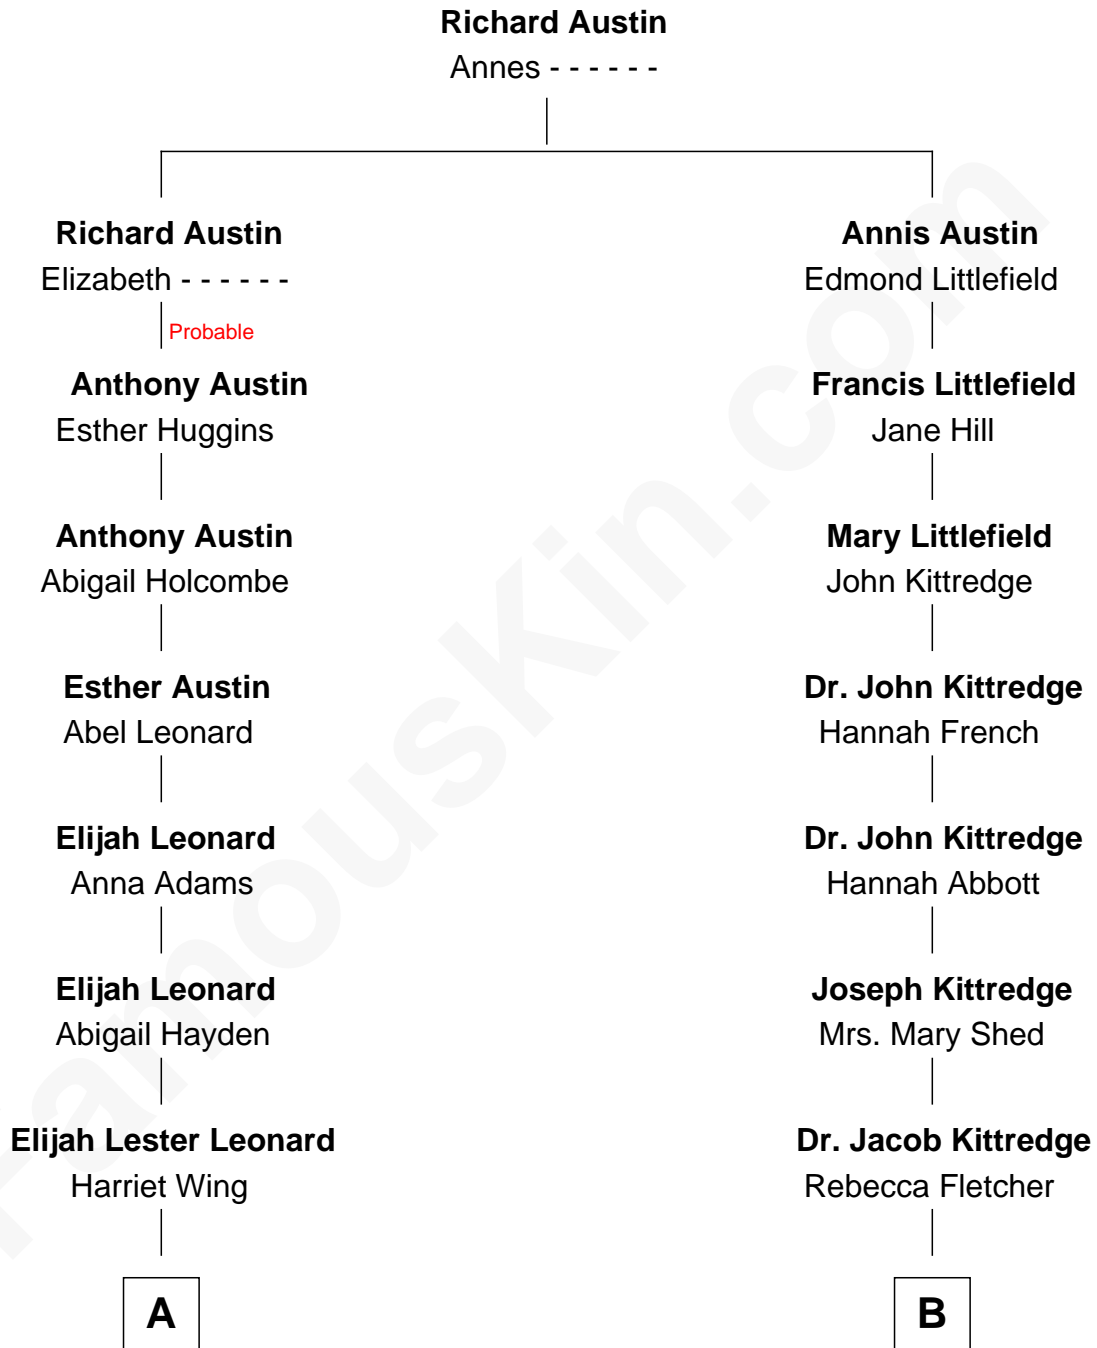 Richard Austin
Annes - - - - - -
Richard Austin
Elizabeth - - - - - -
Probable
Anthony Austin
Esther Huggins
Anthony Austin
Abigail Holcombe
Esther Austin
Abel Leonard
Elijah Leonard
Anna Adams
Elijah Leonard
Abigail Hayden
Elijah Lester Leonard
Harriet Wing
A
Annis Austin
Edmond Littlefield
Francis Littlefield
Jane Hill
Mary Littlefield
John Kittredge
Dr. John Kittredge
Hannah French
Dr. John Kittredge
Hannah Abbott
Joseph Kittredge
Mrs. Mary Shed
Dr. Jacob Kittredge
Rebecca Fletcher
B
FamousKin.com